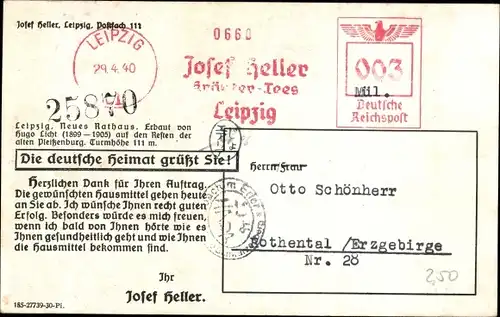 Josef Heller, Leipzig, Postfach 111
LEIPZIG
29.4.40
0660
Josef Heller
Kräuter-Tees
Leipzig
003
Mil.
Deutsche
Reichspost
25870
Leipzig. Neues Rathaus. Erbaut von
Hugo Licht (1899–1905) auf den Resten der
alten Pleißenburg. Turmhöhe 111 m.
Die deutsche Heimat grüßt Sie!
Herzlichen Dank für Ihren Auftrag.
Die gewünschten Hausmittel gehen heute
an Sie ab. Ich wünsche Ihnen recht guten
Erfolg. Besonders würde es mich freuen,
wenn ich bald von Ihnen hörte wie es
Ihnen gesundheitlich geht und wie Ihnen
die Hausmittel bekommen sind.
Ihr
Josef Heller.
185-27739-30-Pl.
Herrn Frau
Otto Schönherr
Rothental /Erzgebirge
Nr. 28
2,50